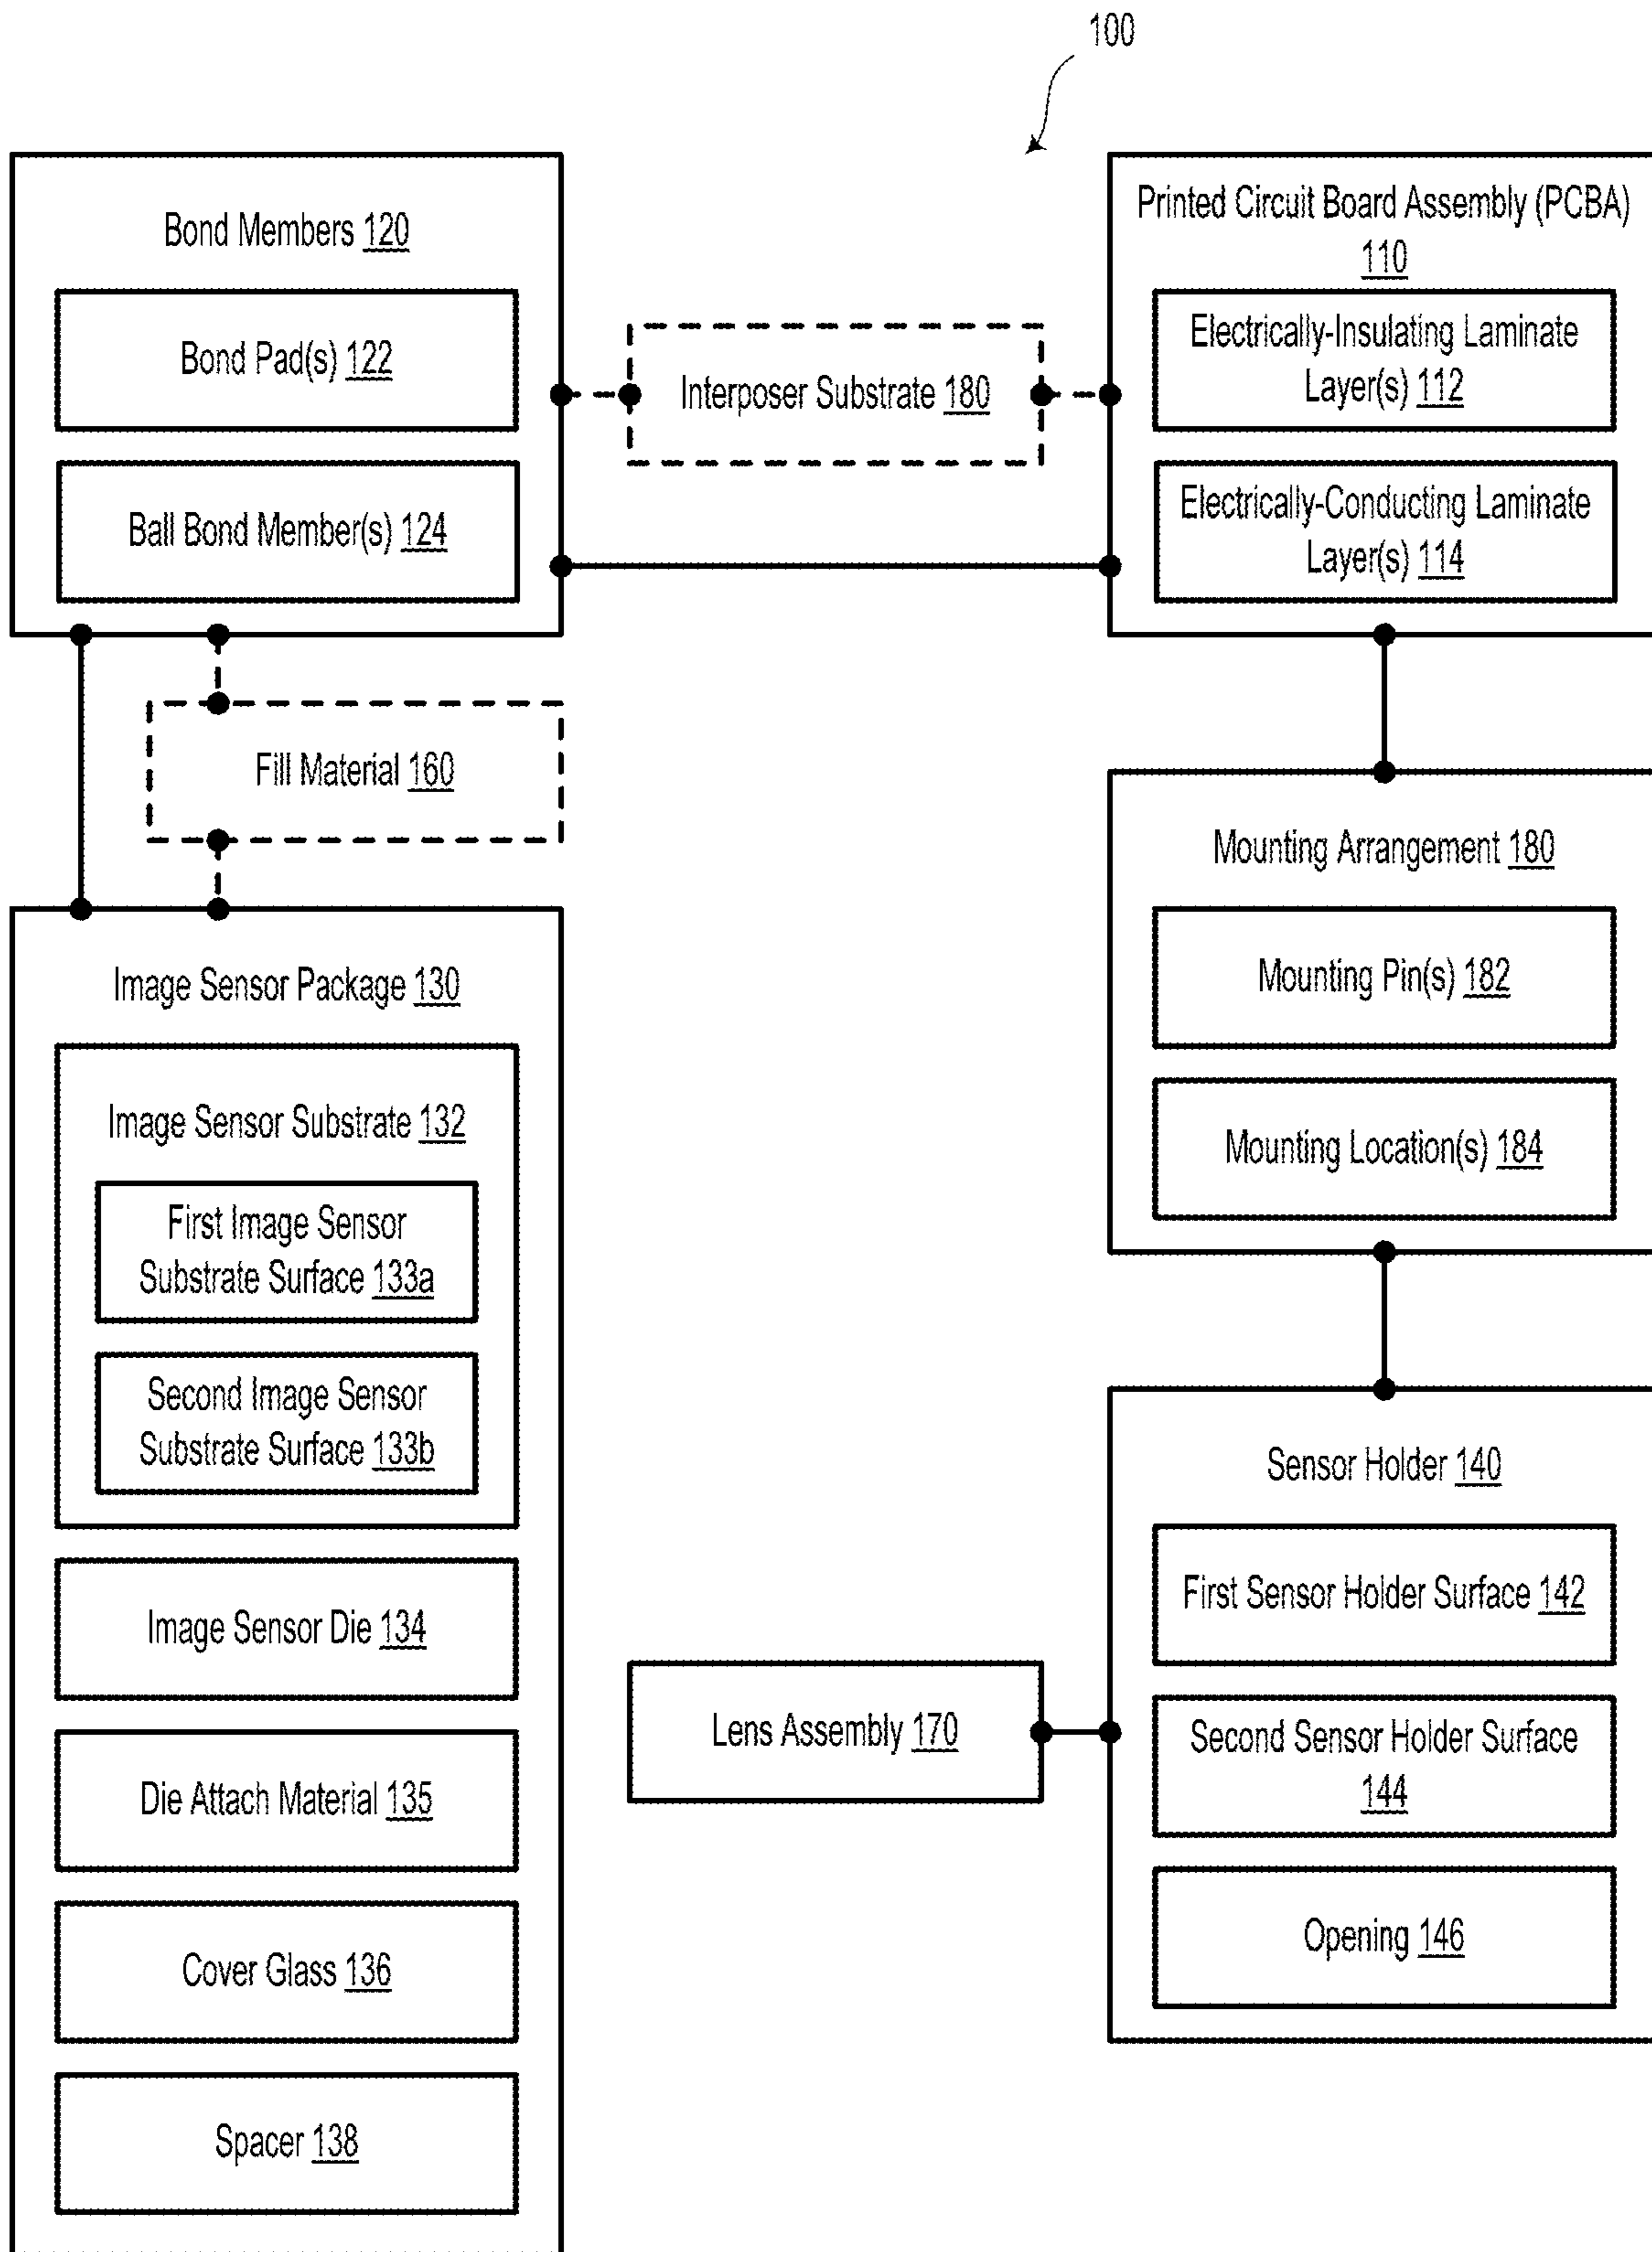 100
Bond Members 120
Bond Pad(s) 122
Ball Bond Member(s) 124
Interposer Substrate 180
Printed Circuit Board Assembly (PCBA)
110
Electrically-Insulating Laminate
Layer(s) 112
Electrically-Conducting Laminate
Layer(s) 114
Fill Material 160
Image Sensor Package 130
Image Sensor Substrate 132
First Image Sensor
Substrate Surface 133a
Second Image Sensor
Substrate Surface 133b
Image Sensor Die 134
Die Attach Material 135
Cover Glass 136
Spacer 138
Mounting Arrangement 180
Mounting Pin(s) 182
Mounting Location(s) 184
Sensor Holder 140
First Sensor Holder Surface 142
Second Sensor Holder Surface
144
Opening 146
Lens Assembly 170